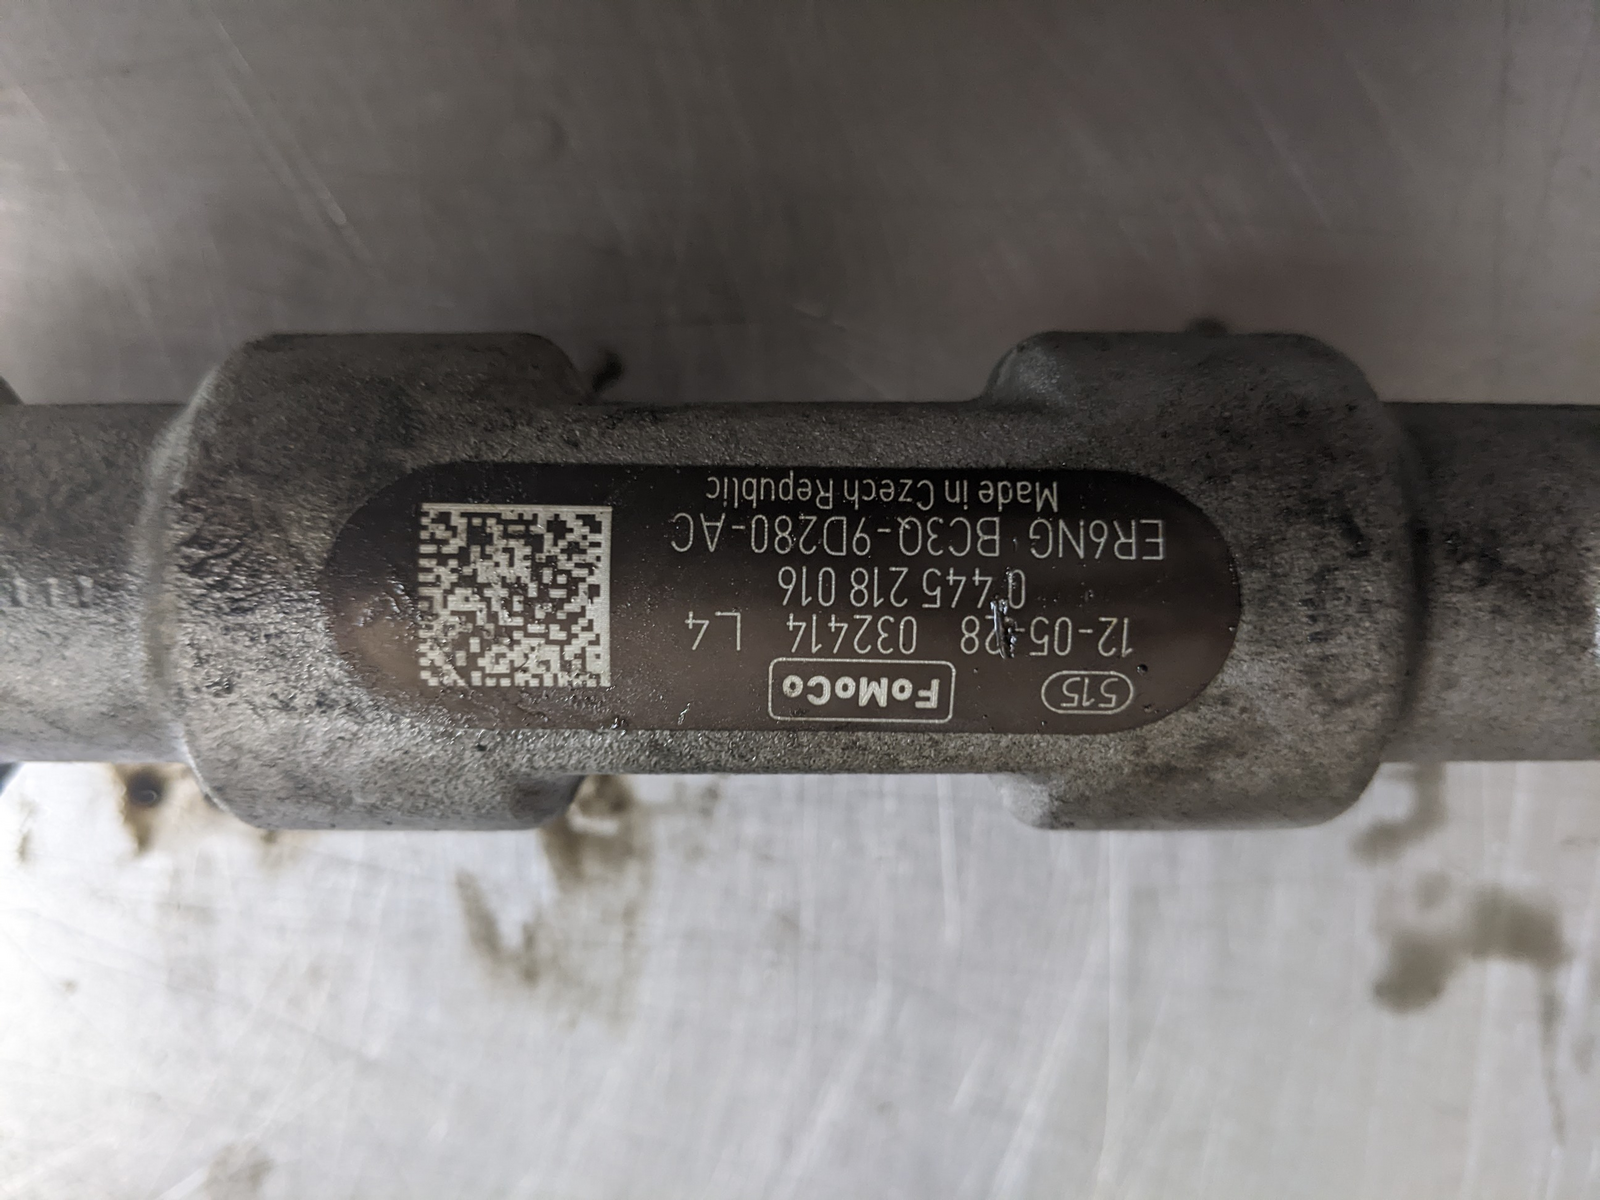 515 FoMoCo
12-05-28 032414 L4
0 445 218 016
ER6NG BC3Q-9D280-AC
Made in Czech Republic